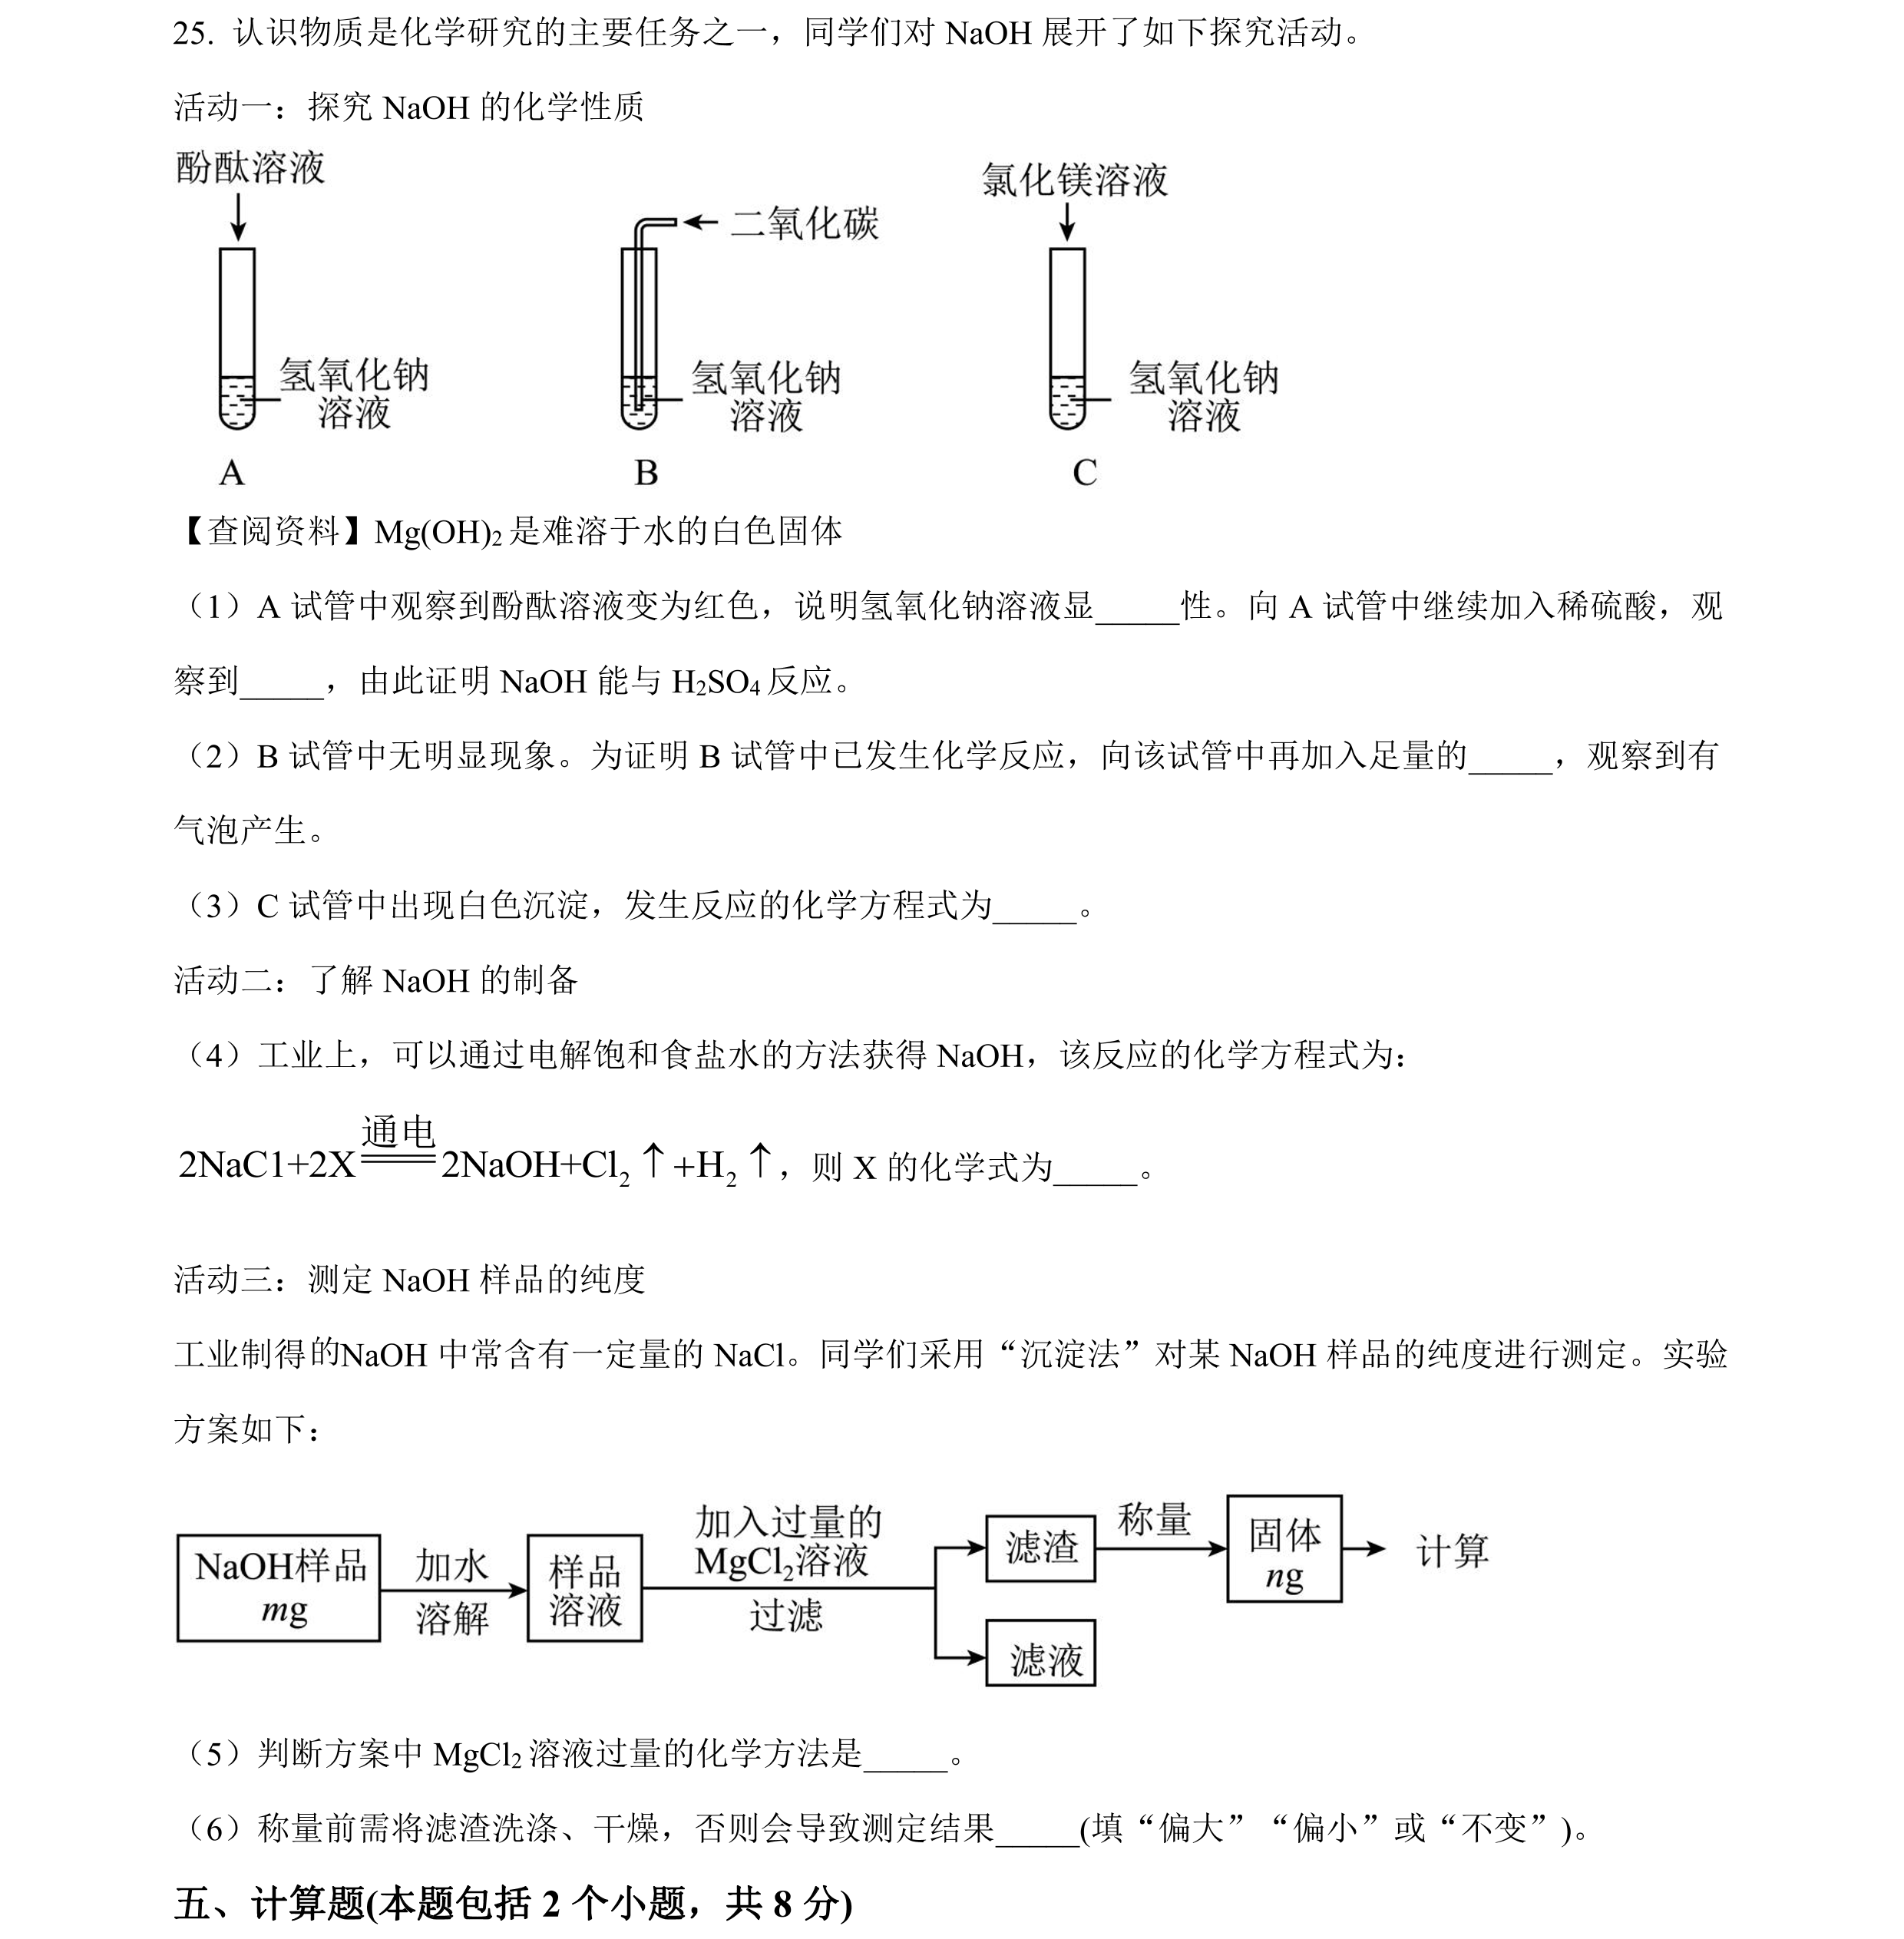 25. 认识物质是化学研究的主要任务之一，同学们对 NaOH 展开了如下探究活动。
活动一：探究 NaOH 的化学性质
酚酞溶液
二氧化碳
氯化镁溶液
氢氧化钠
溶液
氢氧化钠
溶液
氢氧化钠
溶液
A
B
C
【查阅资料】Mg(OH)₂ 是难溶于水的白色固体
（1）A 试管中观察到酚酞溶液变为红色，说明氢氧化钠溶液显_____性。向 A 试管中继续加入稀硫酸，观
察到_____，由此证明 NaOH 能与 H₂SO₄ 反应。
（2）B 试管中无明显现象。为证明 B 试管中已发生化学反应，向该试管中再加入足量的_____，观察到有
气泡产生。
（3）C 试管中出现白色沉淀，发生反应的化学方程式为_____。
活动二：了解 NaOH 的制备
（4）工业上，可以通过电解饱和食盐水的方法获得 NaOH，该反应的化学方程式为：
通电
2NaC1+2X══2NaOH+Cl₂↑+H₂↑，则 X 的化学式为_____。
活动三：测定 NaOH 样品的纯度
工业制得的NaOH 中常含有一定量的 NaCl。同学们采用“沉淀法”对某 NaOH 样品的纯度进行测定。实验
方案如下：
NaOH样品
mg
加水
溶解
样品
溶液
加入过量的
MgCl₂溶液
过滤
滤渣
称量
固体
ng
计算
滤液
（5）判断方案中 MgCl₂ 溶液过量的化学方法是_____。
（6）称量前需将滤渣洗涤、干燥，否则会导致测定结果_____(填“偏大”“偏小”或“不变”)。
五、计算题(本题包括 2 个小题，共 8 分)